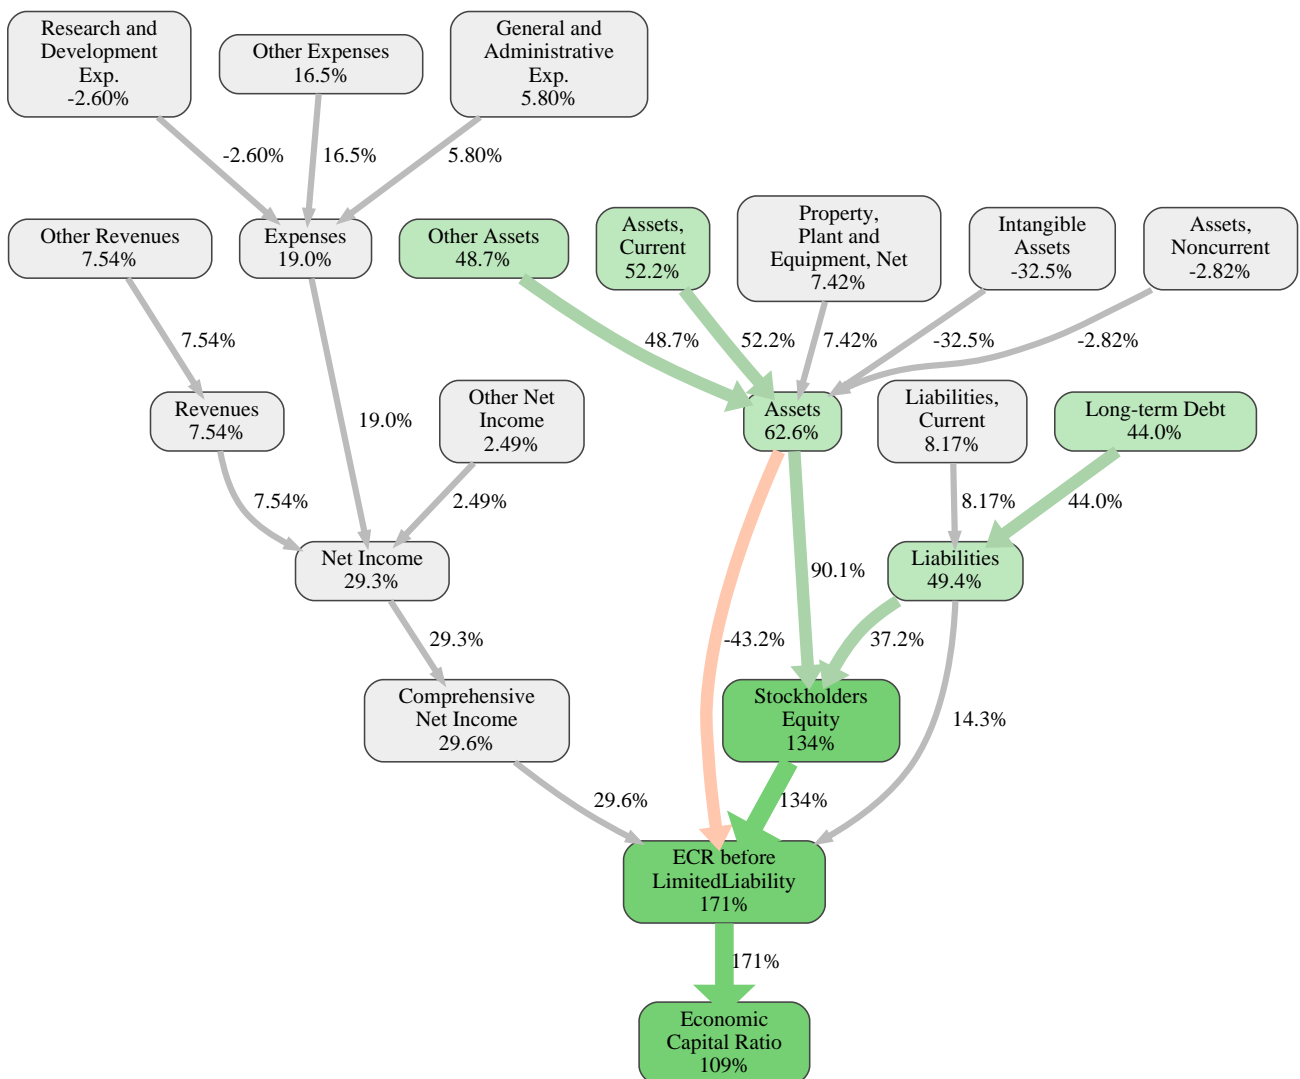 Research and
Development
Exp.
-2.60%
Other Expenses
16.5%
General and
Administrative
Exp.
5.80%
-2.60%
16.5%
5.80%
Other Revenues
7.54%
Expenses
19.0%
Other Assets
48.7%
Assets,
Current
52.2%
Property,
Plant and
Equipment, Net
7.42%
Intangible
Assets
-32.5%
Assets,
Noncurrent
-2.82%
7.54%
48.7%
52.2%
7.42%
-32.5%
-2.82%
Revenues
7.54%
19.0%
Other Net
Income
2.49%
Assets
62.6%
Liabilities,
Current
8.17%
Long-term Debt
44.0%
7.54%
2.49%
8.17%
44.0%
Net Income
29.3%
90.1%
Liabilities
49.4%
29.3%
-43.2%
37.2%
Comprehensive
Net Income
29.6%
Stockholders
Equity
134%
14.3%
29.6%
134%
ECR before
LimitedLiability
171%
171%
Economic
Capital Ratio
109%